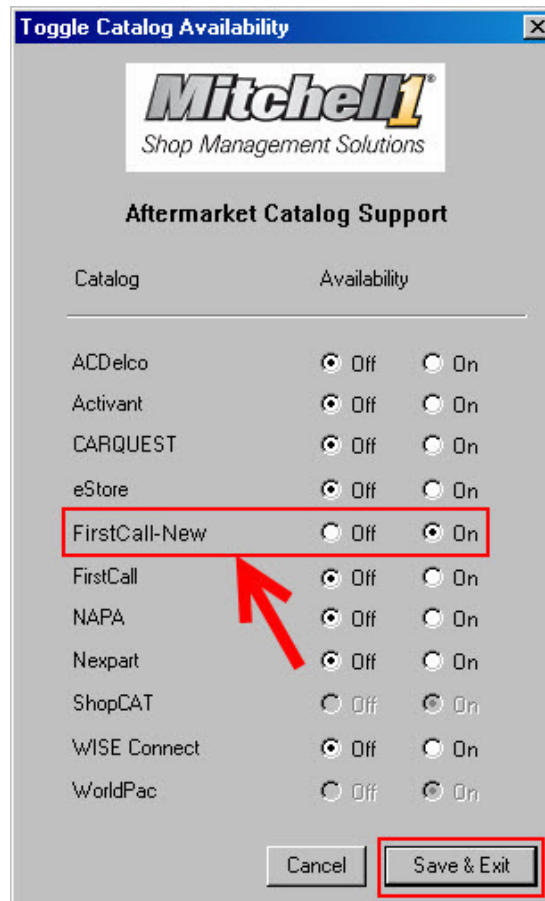 Toggle Catalog Availability
Mitchell1®
Shop Management Solutions
Aftermarket Catalog Support
Catalog Availability
ACDelco Off On
Activant Off On
CARQUEST Off On
eStore Off On
FirstCall-New Off On
FirstCall Off On
NAPA Off On
Nexpart Off On
ShopCAT Off On
WISE Connect Off On
WorldPac Off On
Cancel Save & Exit